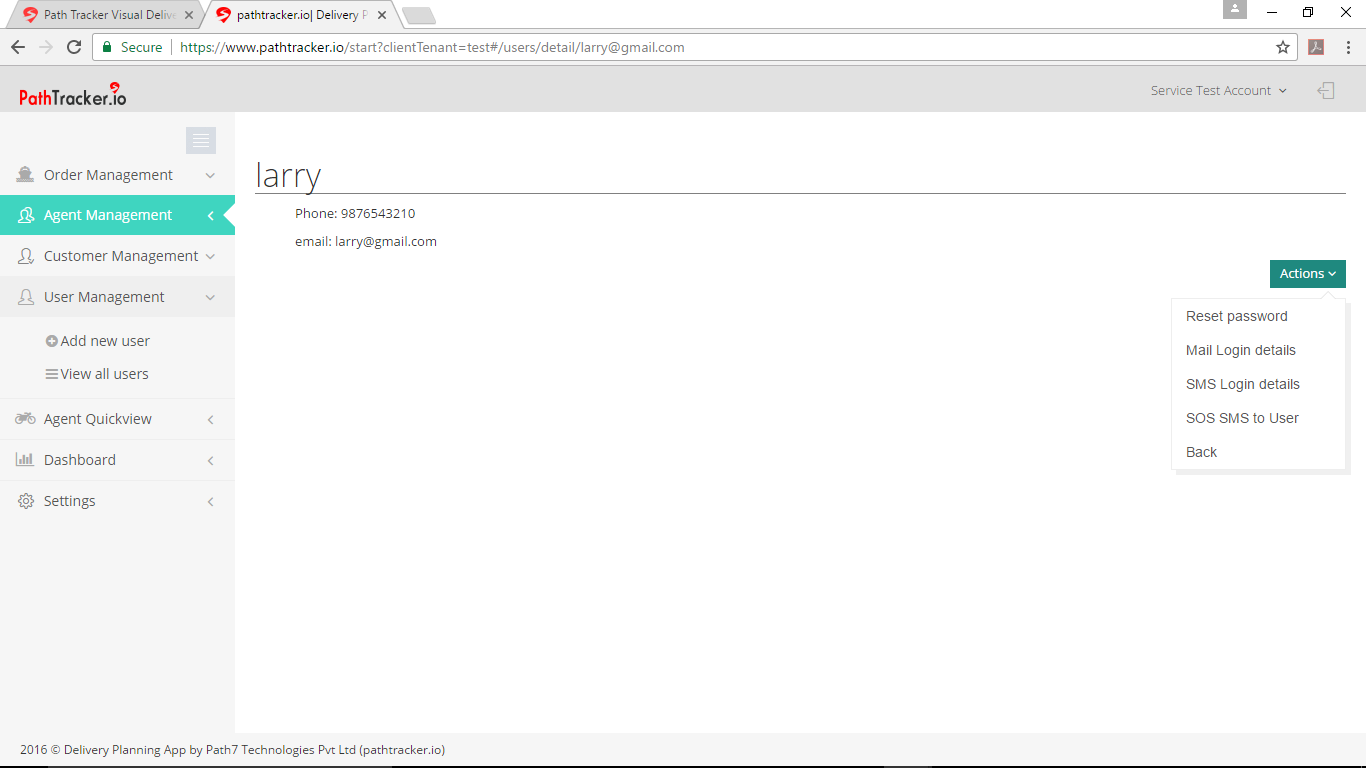 Path Tracker Visual Delive
pathtracker.io| Delivery P
Secure
https://www.pathtracker.io/start?clientTenant=test#/users/detail/larry@gmail.com
PathTracker.io
Service Test Account
Order Management
Agent Management
Customer Management
User Management
Add new user
View all users
Agent Quickview
Dashboard
Settings
larry
Phone: 9876543210
email: larry@gmail.com
Actions
Reset password
Mail Login details
SMS Login details
SOS SMS to User
Back
2016 © Delivery Planning App by Path7 Technologies Pvt Ltd (pathtracker.io)